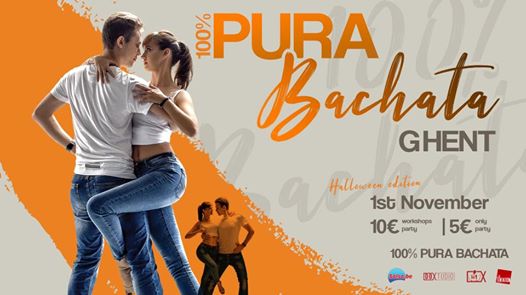 100% PURA
Bachata
GHENT
Halloween edition
1st November
10€ workshops party | 5€ only party
100% PURA BACHATA